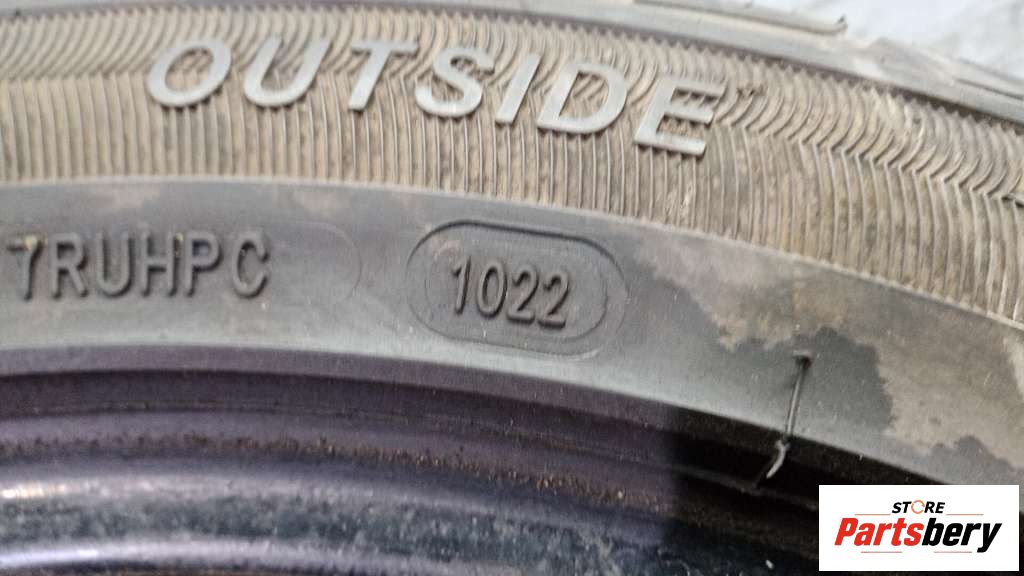 OUTSIDE
7RUHPC 1022
STORE
Partsbery